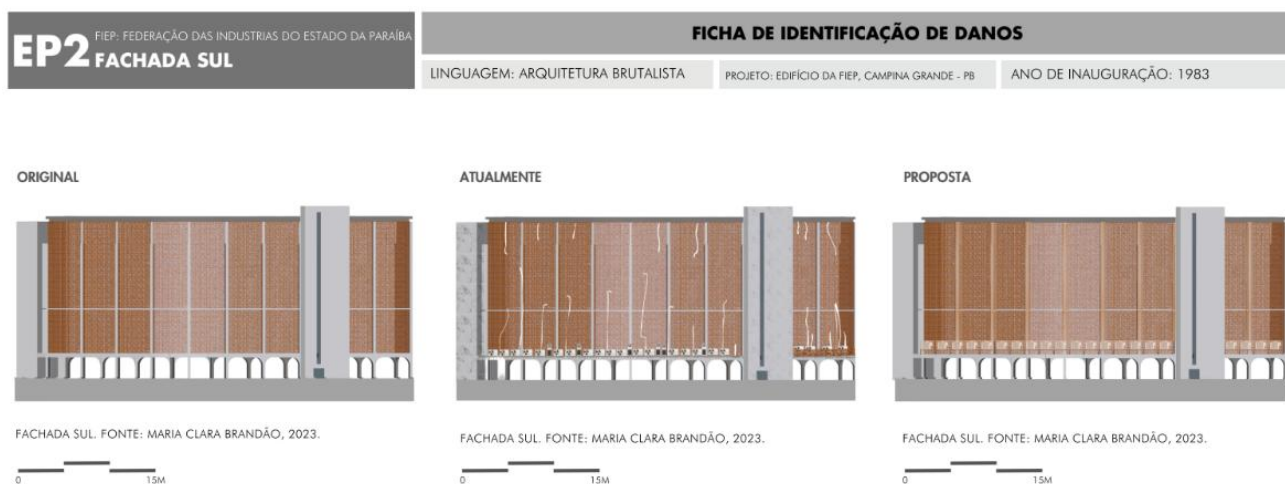 EP2
FIEP: FEDERAÇÃO DAS INDUSTRIAS DO ESTADO DA PARAÍBA
FACHADA SUL
FICHA DE IDENTIFICAÇÃO DE DANOS
LINGUAGEM: ARQUITETURA BRUTALISTA
PROJETO: EDIFÍCIO DA FIEP, CAMPINA GRANDE - PB
ANO DE INAUGURAÇÃO: 1983
ORIGINAL
ATUALMENTE
PROPOSTA
FACHADA SUL. FONTE: MARIA CLARA BRANDÃO, 2023.
FACHADA SUL. FONTE: MARIA CLARA BRANDÃO, 2023.
FACHADA SUL. FONTE: MARIA CLARA BRANDÃO, 2023.
0 15M
0 15M
0 15M